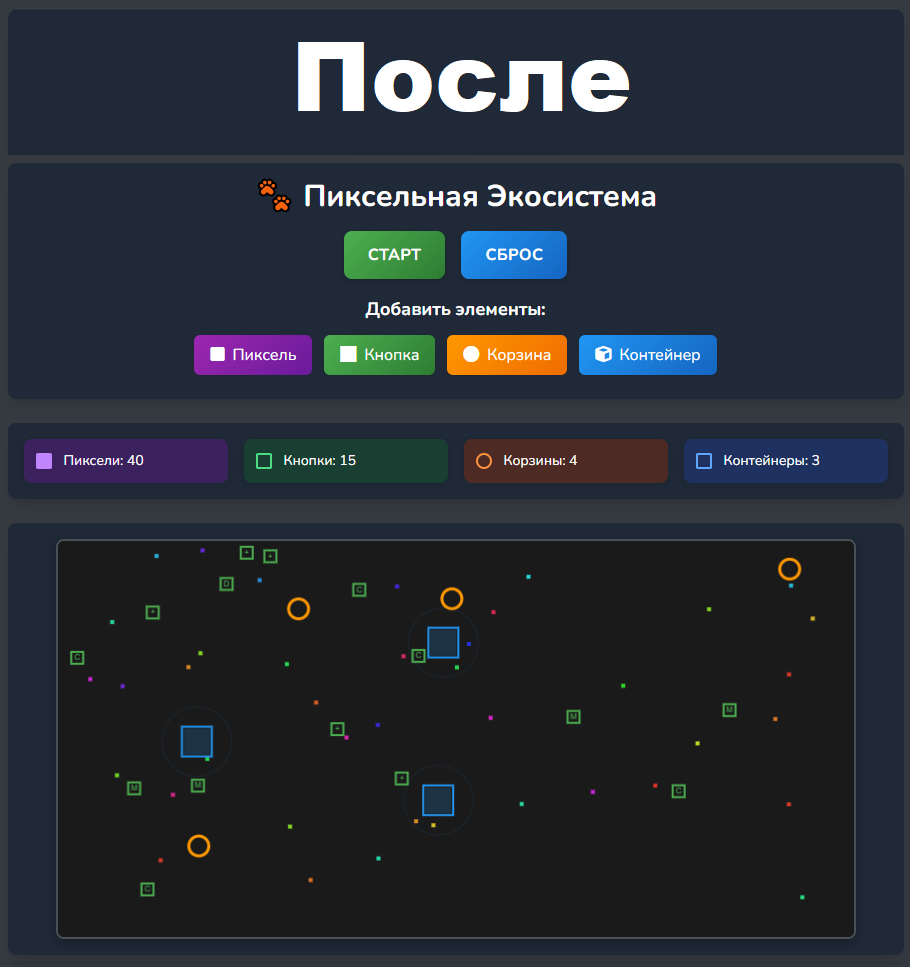 После
Пиксельная Экосистема
СТАРТ СБРОС
Добавить элементы:
Пиксель Кнопка Корзина Контейнер
Пиксели: 40 Кнопки: 15 Корзины: 4 Контейнеры: 3
+ +
D
C
+
C
C
M
M
+
+
M
M
C
C